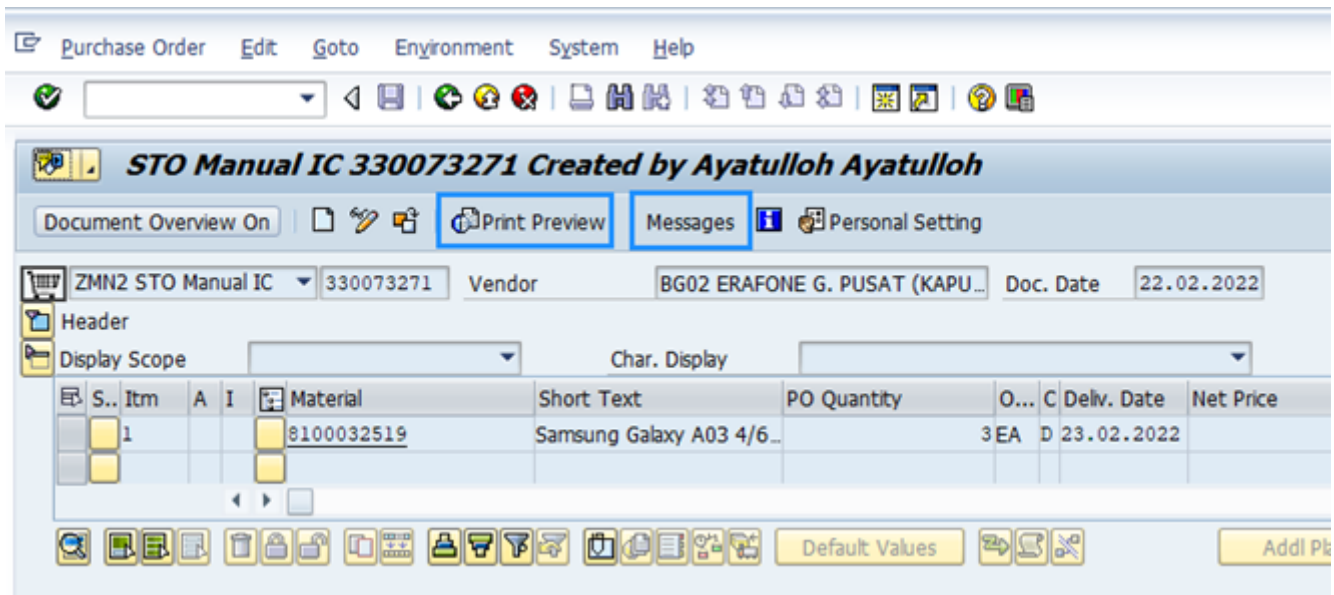 Purchase Order Edit Goto Environment System Help
STO Manual IC 330073271 Created by Ayatulloh Ayatulloh
Document Overview On Print Preview Messages Personal Setting
ZMN2 STO Manual IC 330073271 Vendor BG02 ERAFONE G. PUSAT (KAPU... Doc. Date 22.02.2022
Header
Display Scope Char. Display
S.. Itm A I Material Short Text PO Quantity O... C Deliv. Date Net Price
1 8100032519 Samsung Galaxy A03 4/6... 3 EA D 23.02.2022
Default Values Addl Pla